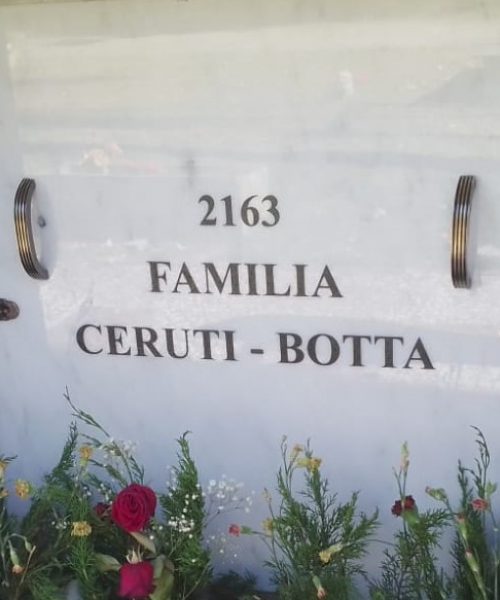 2163
FAMILIA
CERUTI - BOTTA